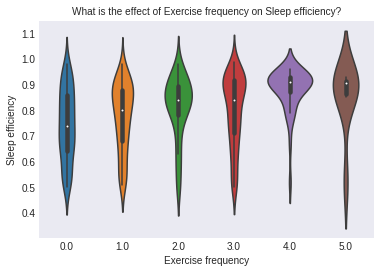 What is the effect of Exercise frequency on Sleep efficiency?
1.1
1.0
0.9
0.8
0.7
0.6
0.5
0.4
Sleep efficiency
0.0 1.0 2.0 3.0 4.0 5.0
Exercise frequency